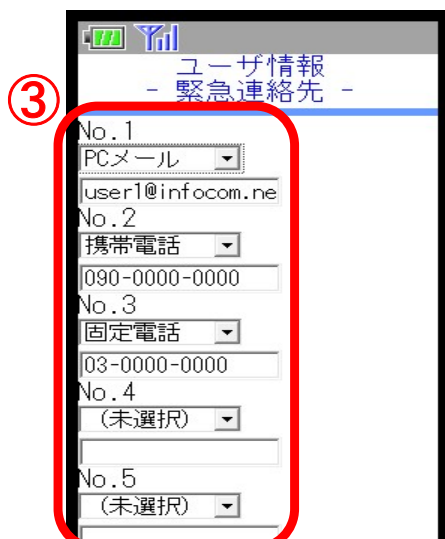 ユーザ情報
- 緊急連絡先 -
③
No.1
PCメール
user1@infocom.ne
No.2
携帯電話
090-0000-0000
No.3
固定電話
03-0000-0000
No.4
(未選択)
No.5
(未選択)